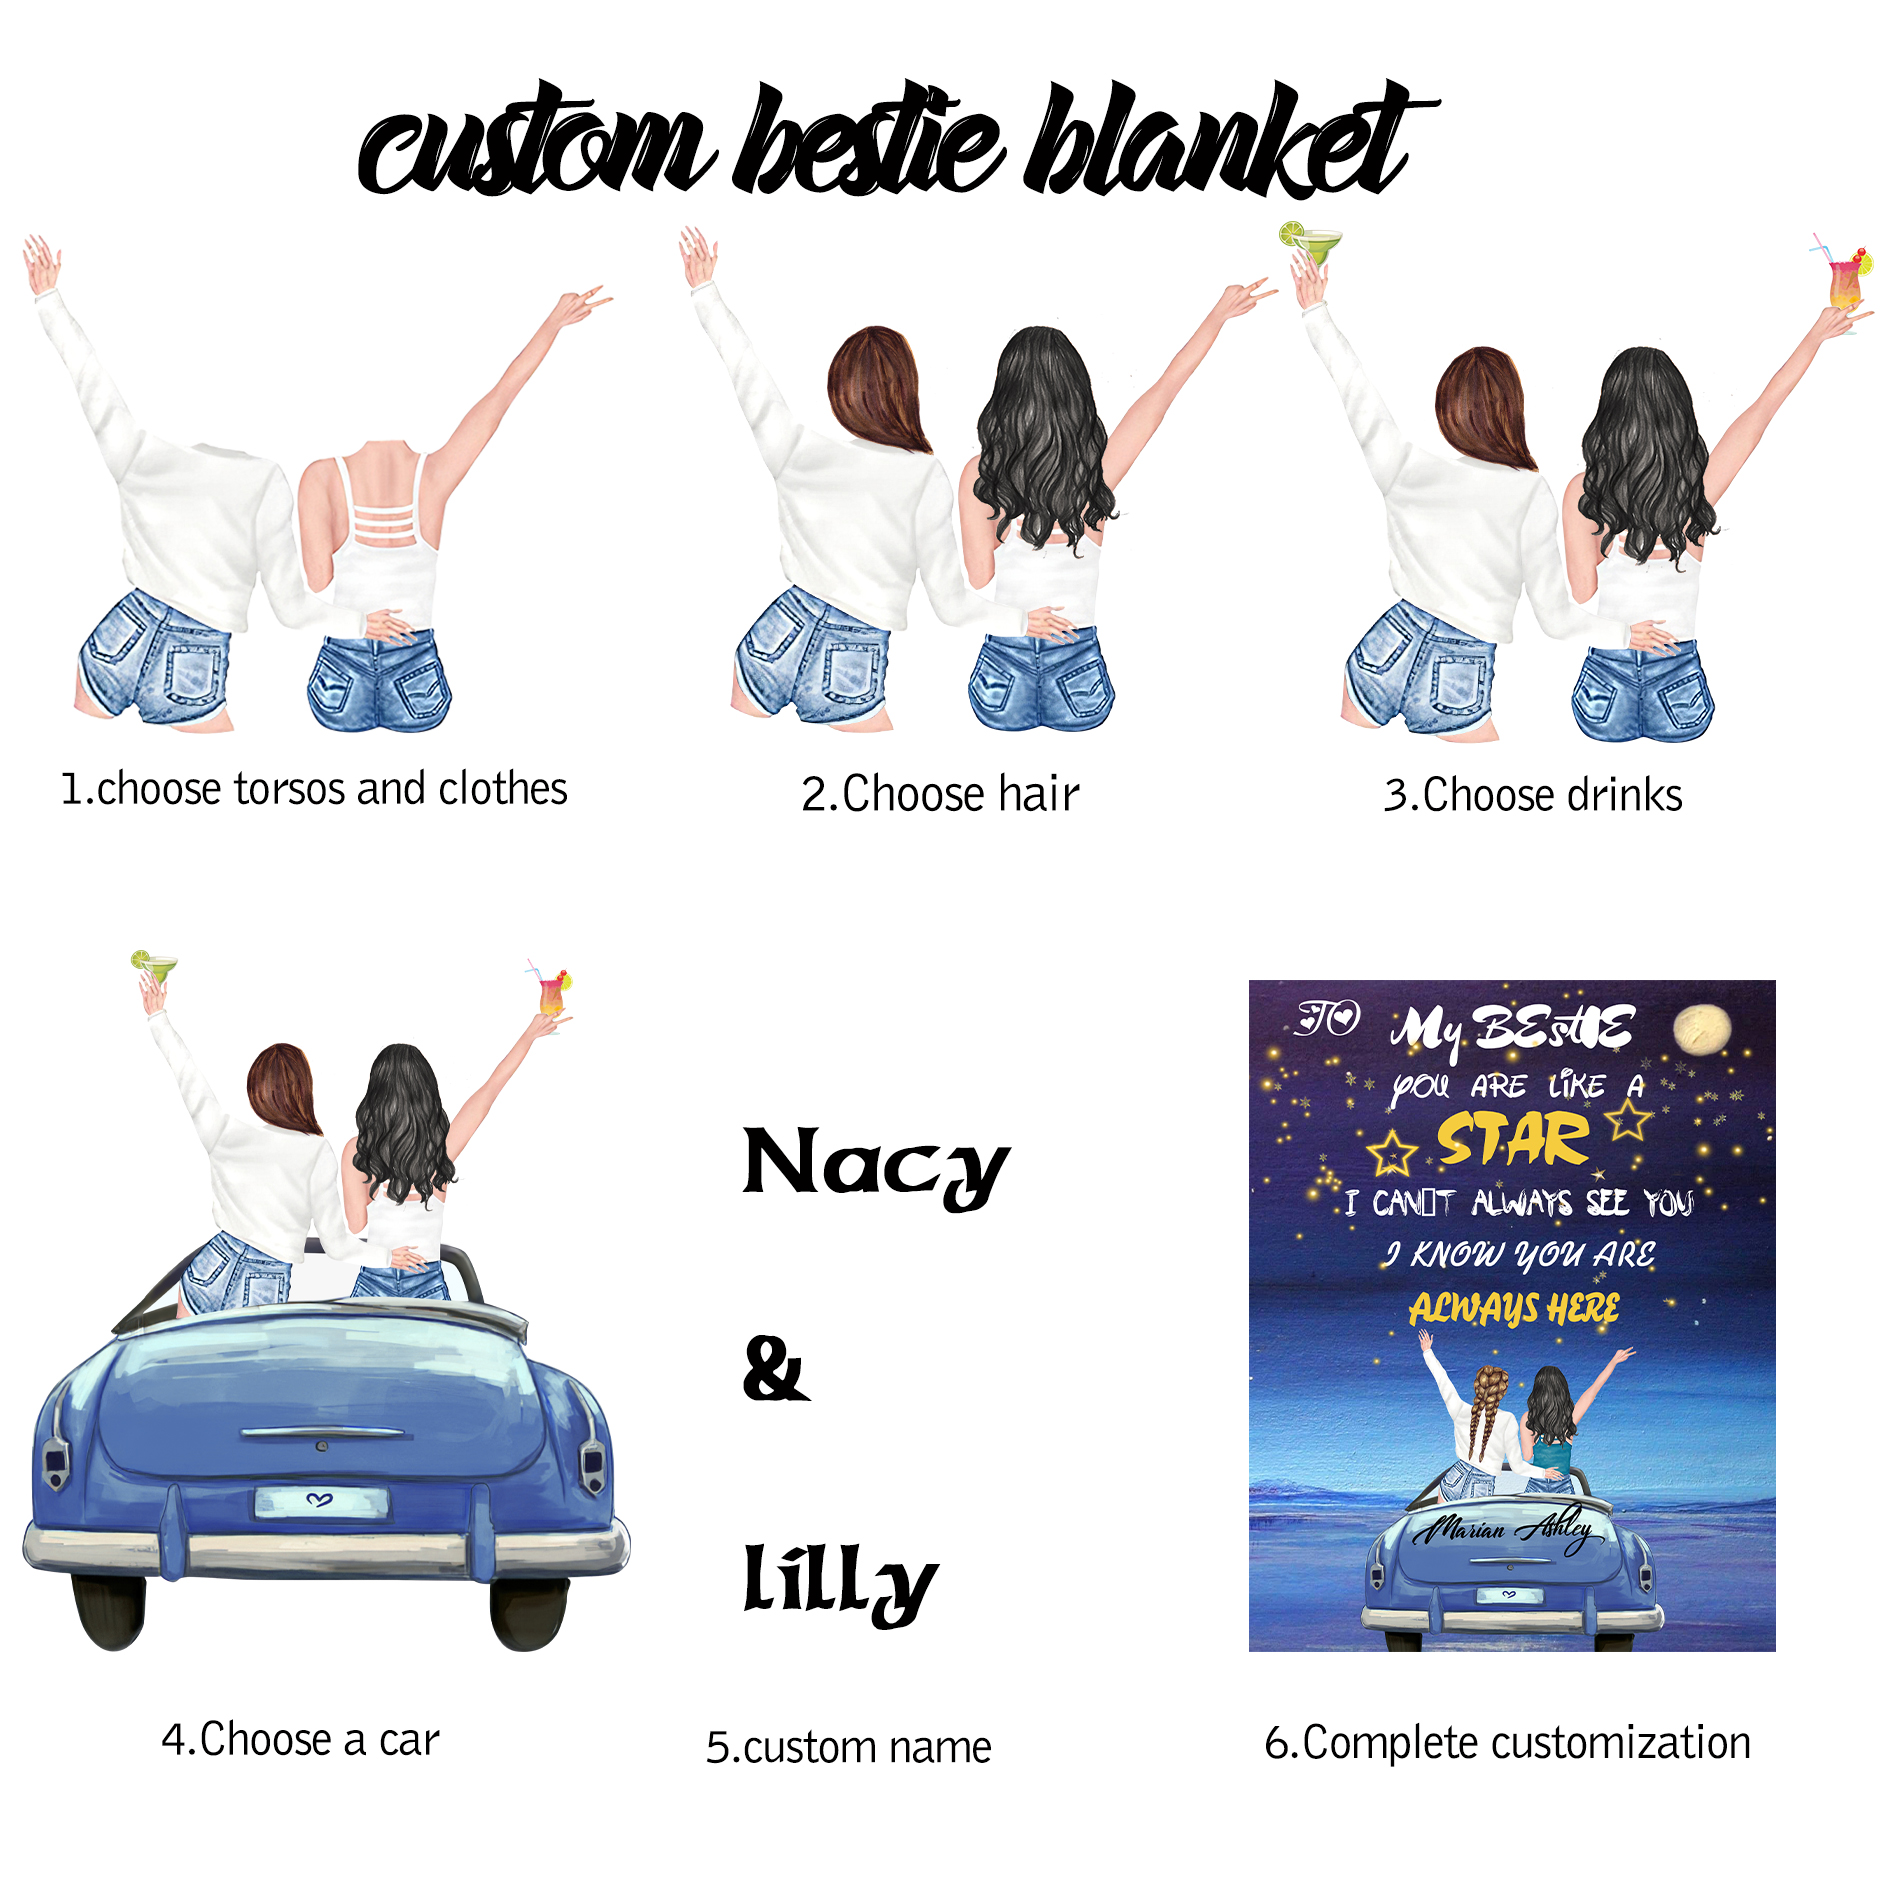 custom bestie blanket
1.choose torsos and clothes
2.Choose hair
3.Choose drinks
Nacy
&
lilly
TO My BEstIE
YOU ARE LIKE A
STAR
I CAN□T ALWAYS SEE YOU
I KNOW YOU ARE
ALWAYS HERE
Marian Ashley
4.Choose a car
5.custom name
6.Complete customization